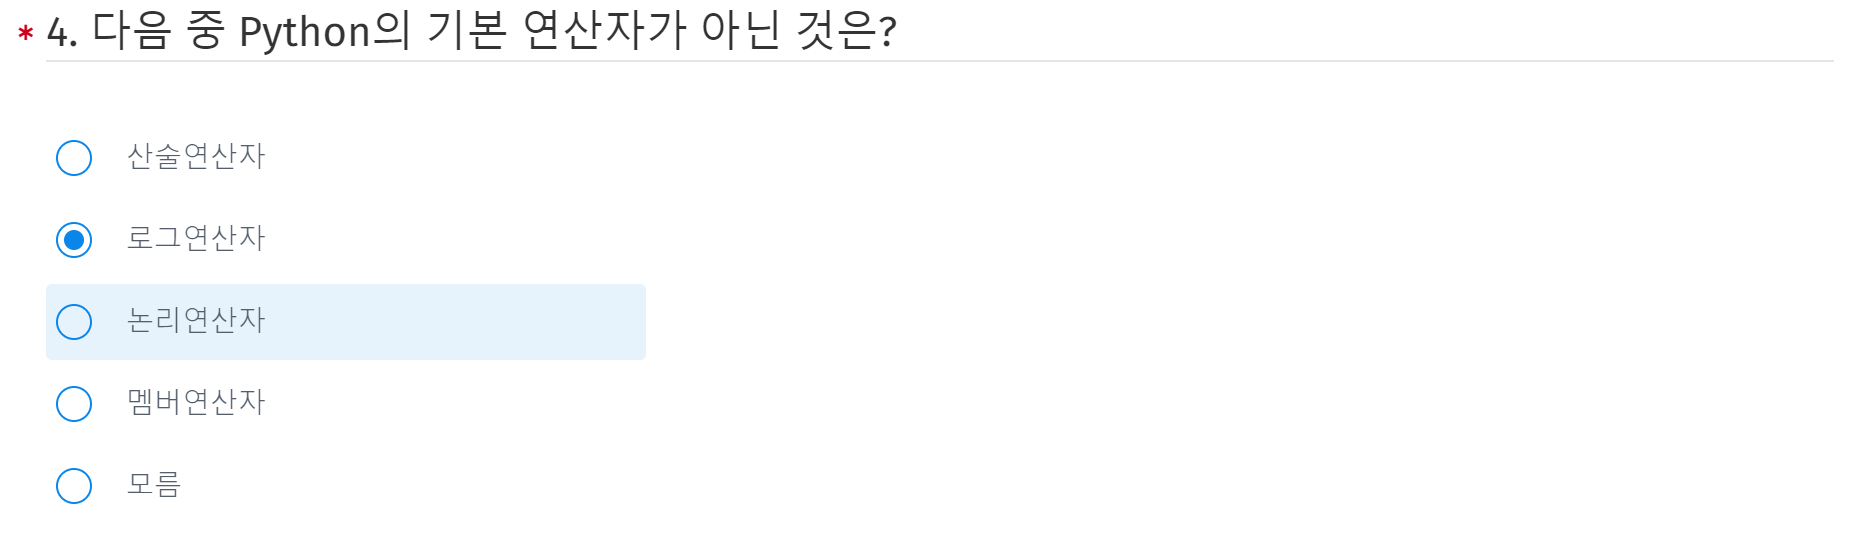 * 4. 다음 중 Python의 기본 연산자가 아닌 것은?
산술연산자
로그연산자
논리연산자
멤버연산자
모름